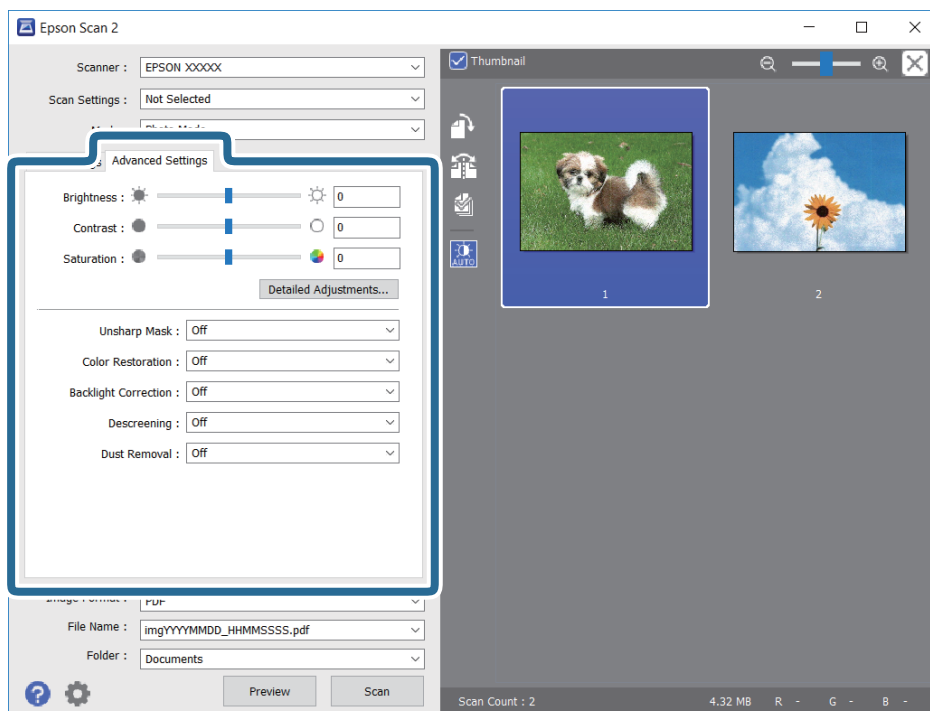 Epson Scan 2
Scanner : EPSON XXXXX
Scan Settings : Not Selected
Advanced Settings
Brightness : 0
Contrast : 0
Saturation : 0
Detailed Adjustments...
Unsharp Mask : Off
Color Restoration : Off
Backlight Correction : Off
Descreening : Off
Dust Removal : Off
PDF
File Name : imgYYYYMMDD_HHMMSSSS.pdf
Folder : Documents
? Preview Scan
Thumbnail
AUTO
1 2
Scan Count : 2 4.32 MB R - G - B -